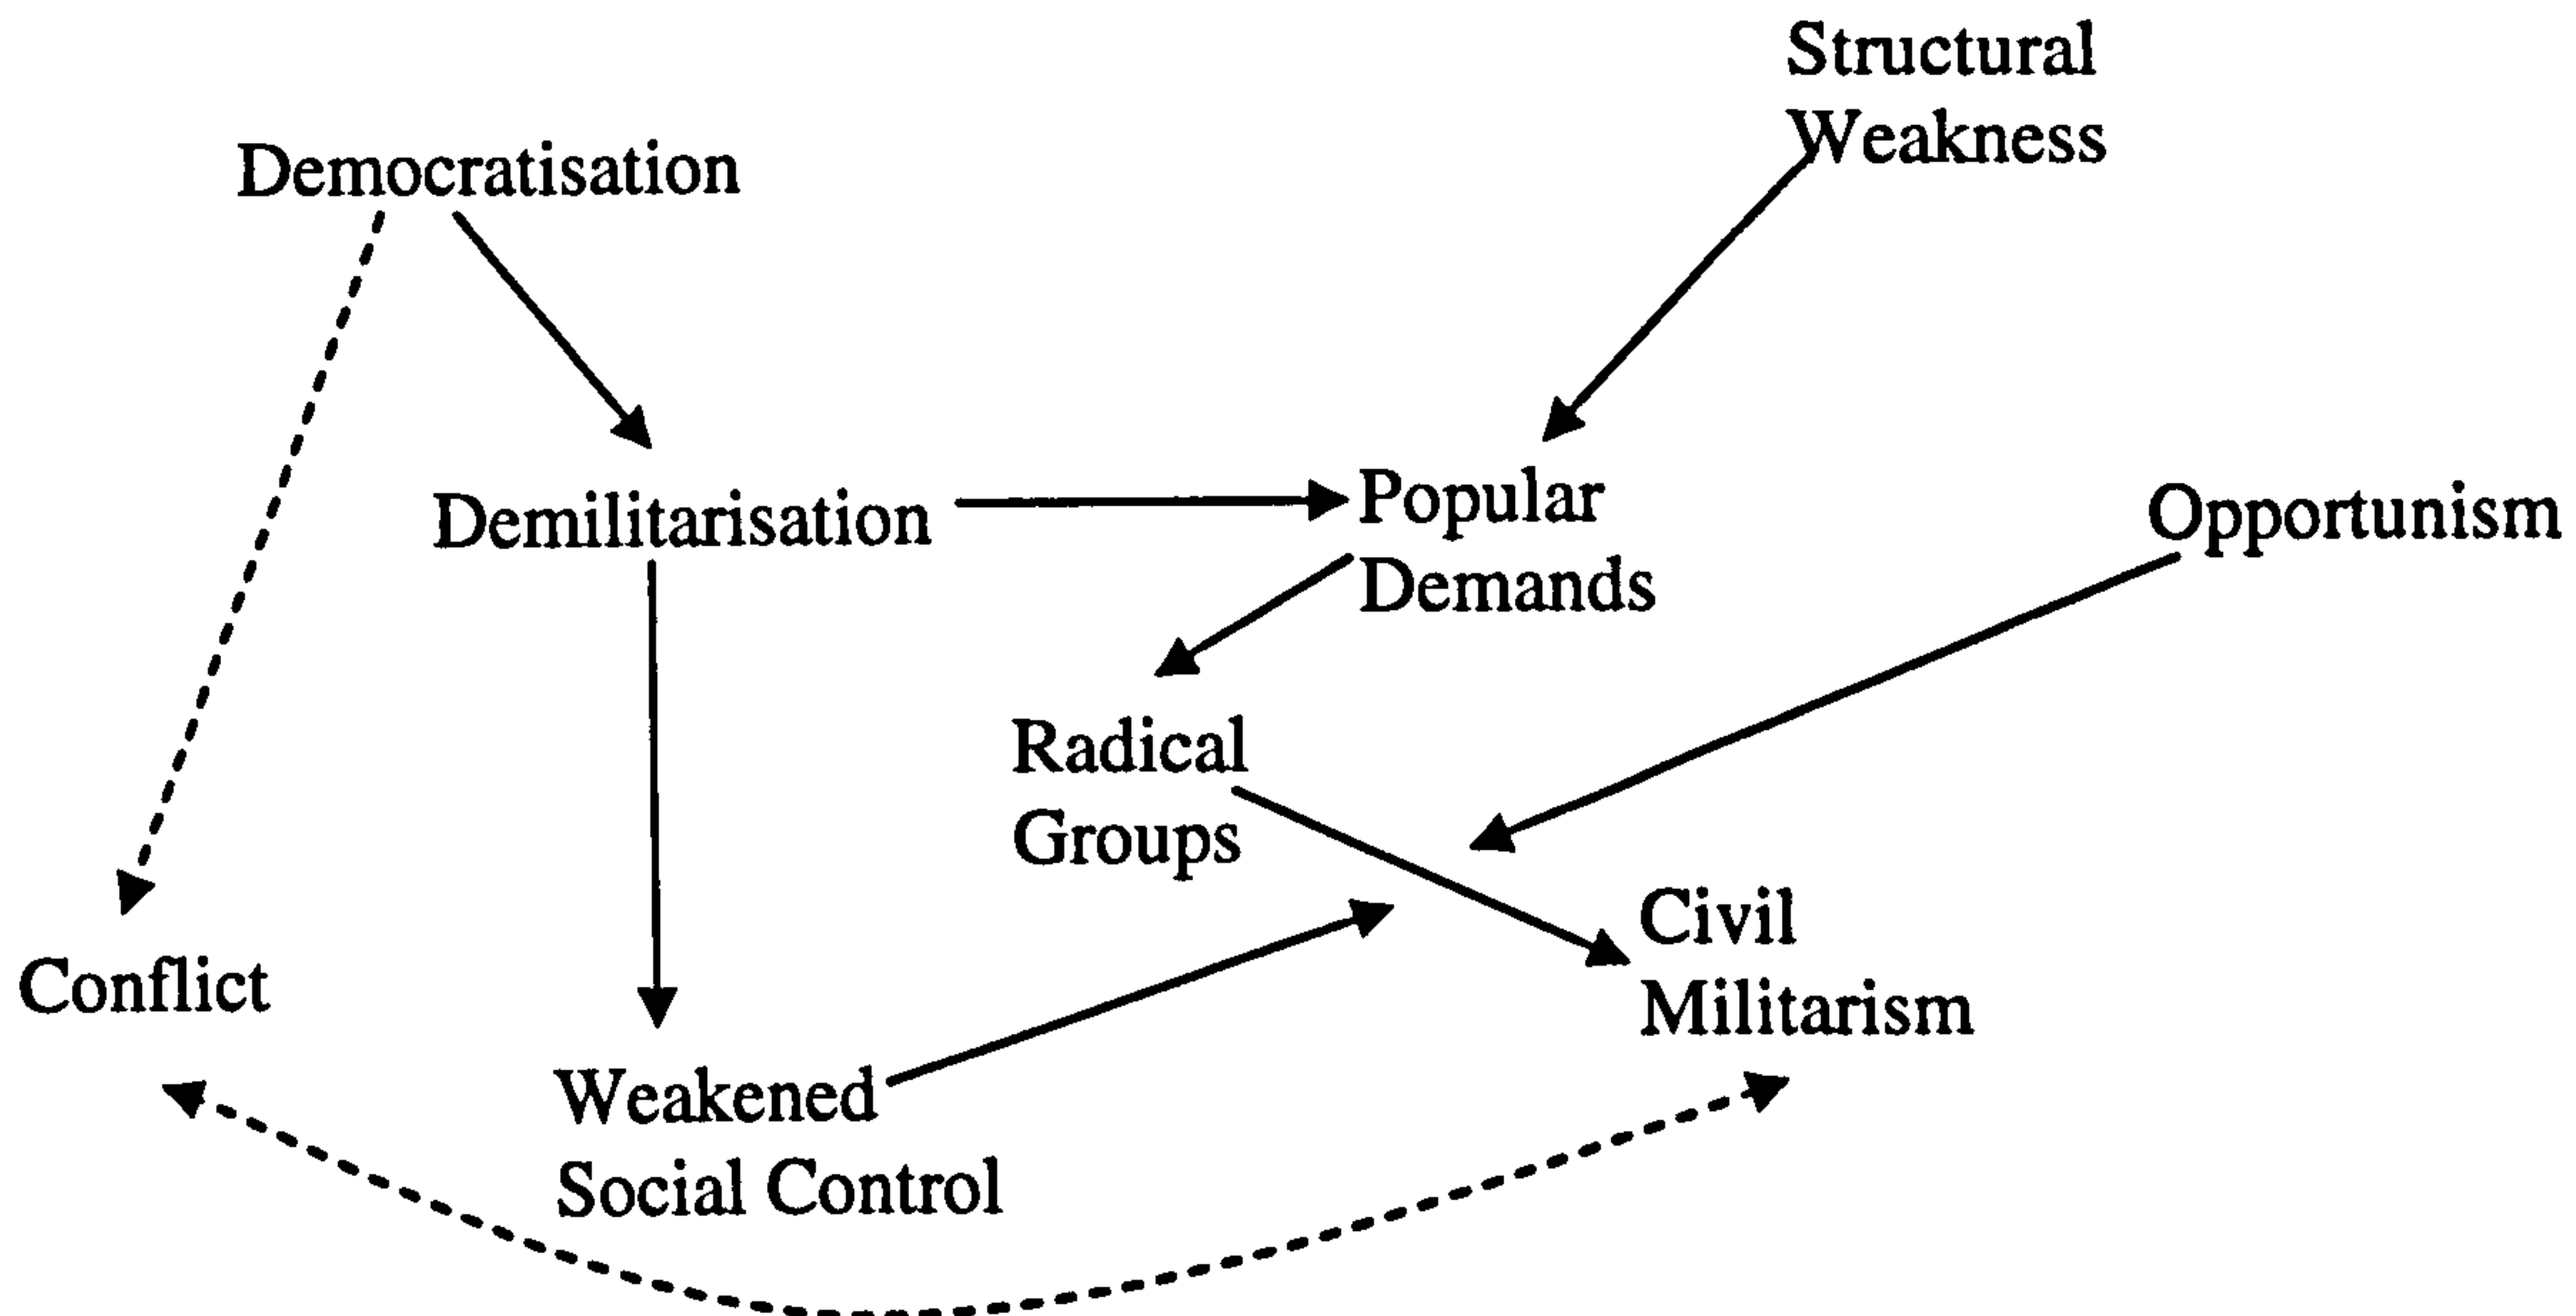 Structural
Weakness
Democratisation
Demilitarisation
Popular
Demands
Opportunism
Radical
Groups
Civil
Militarism
Conflict
Weakened
Social Control